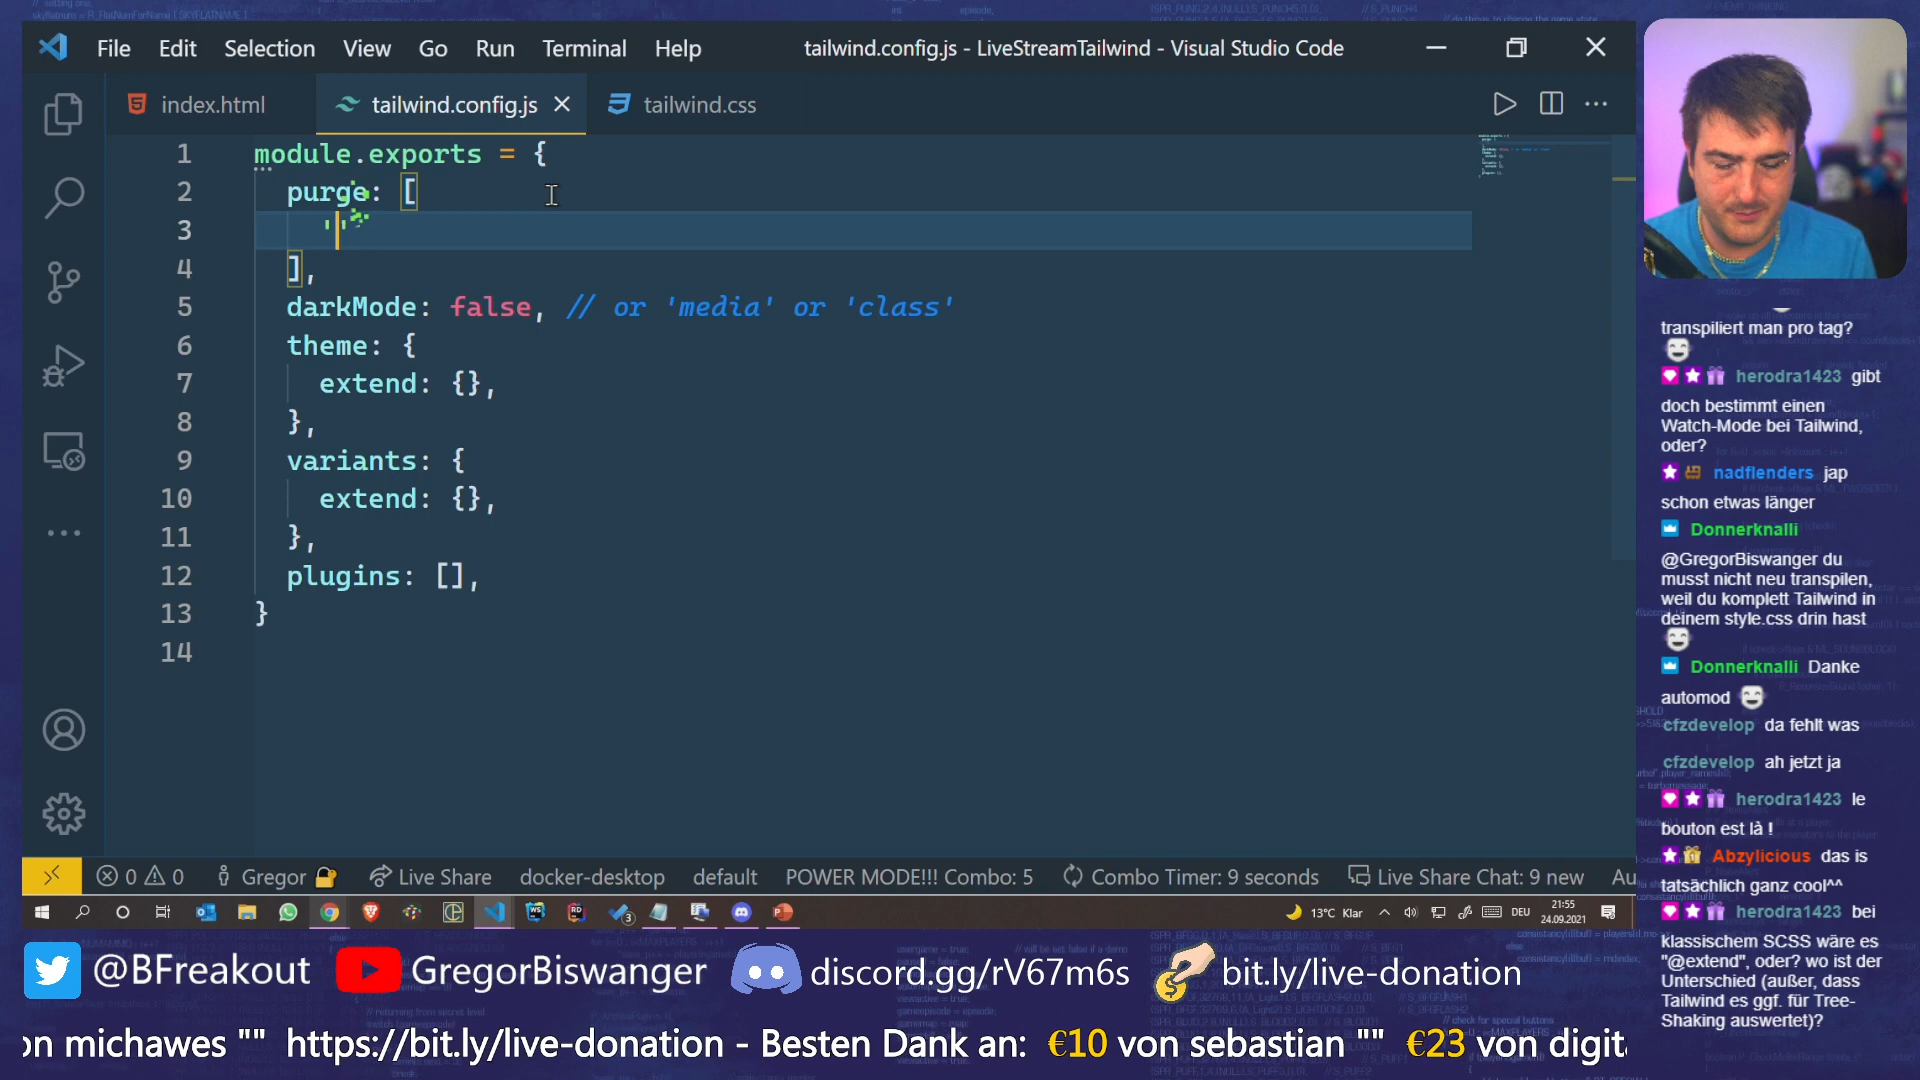 File Edit Selection View Go Run Terminal Help
tailwind.config.js - LiveStreamTailwind - Visual Studio Code
index.html
tailwind.config.js
tailwind.css
1 module.exports = {
2 purge: [
3 ''
4 ],
5 darkMode: false, // or 'media' or 'class'
6 theme: {
7 extend: {},
8 },
9 variants: {
10 extend: {},
11 },
12 plugins: [],
13 }
14
0 0 Gregor Live Share docker-desktop default POWER MODE!!! Combo: 5 Combo Timer: 9 seconds Live Share Chat: 9 new Au
3
13°C Klar
DEU
21:55
24.09.2021
transpiliert man pro tag?
herodra1423 gibt
doch bestimmt einen
Watch-Mode bei Tailwind,
oder?
nadflenders jap
schon etwas länger
Donnerknalli
@GregorBiswanger du
musst nicht neu transpilen,
weil du komplett Tailwind in
deinem style.css drin hast
Donnerknalli Danke
automod
cfzdevelop da fehlt was
cfzdevelop ah jetzt ja
herodra1423 le
bouton est là !
Abzylicious das is
tatsächlich ganz cool^^
herodra1423 bei
klassischem SCSS wäre es
"@extend", oder? wo ist der
Unterschied (außer, dass
Tailwind es ggf. für Tree-
Shaking auswertet)?
@BFreakout
GregorBiswanger
discord.gg/rV67m6s
bit.ly/live-donation
on michawes "" https://bit.ly/live-donation - Besten Dank an: €10 von sebastian "" €23 von digit